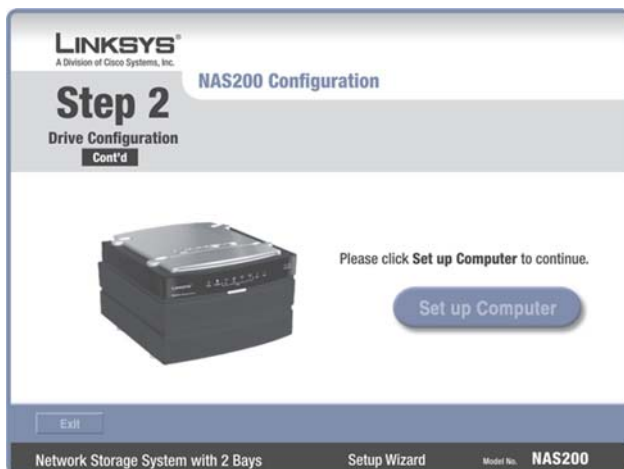 LINKSYS®
A Division of Cisco Systems, Inc.
NAS200 Configuration
Step 2
Drive Configuration
Cont'd
Please click Set up Computer to continue.
Set up Computer
LINKSYS
Exit
Network Storage System with 2 Bays
Setup Wizard
Model No. NAS200